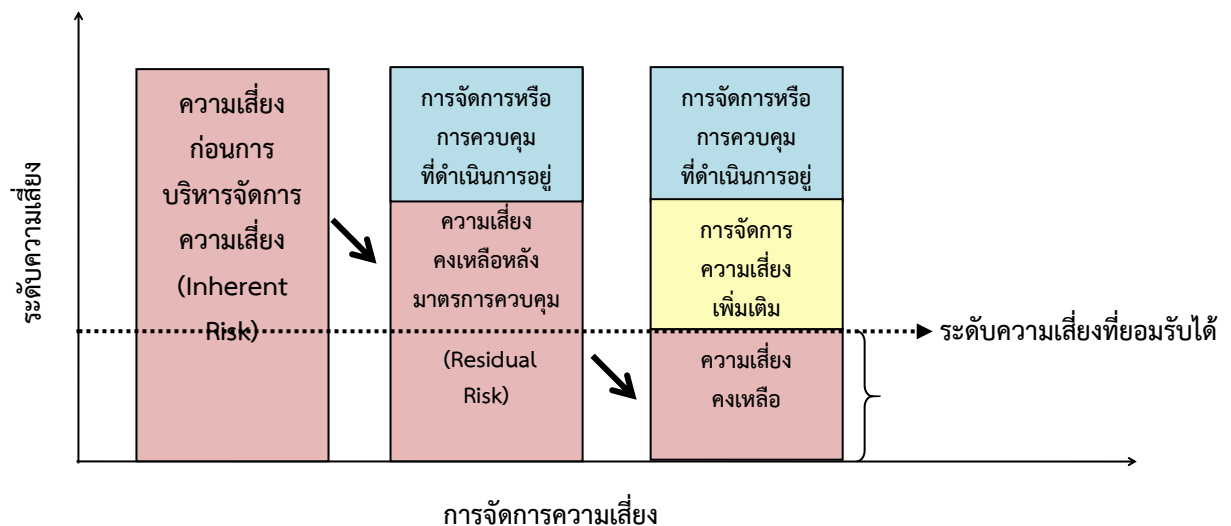 ระดับความเสี่ยง
ความเสี่ยง
ก่อนการ
บริหารจัดการ
ความเสี่ยง
(Inherent
Risk)
การจัดการหรือ
การควบคุม
ที่ดำเนินการอยู่
ความเสี่ยง
คงเหลือหลัง
มาตรการควบคุม
(Residual
Risk)
การจัดการหรือ
การควบคุม
ที่ดำเนินการอยู่
การจัดการ
ความเสี่ยง
เพิ่มเติม
ความเสี่ยง
คงเหลือ
ระดับความเสี่ยงที่ยอมรับได้
การจัดการความเสี่ยง